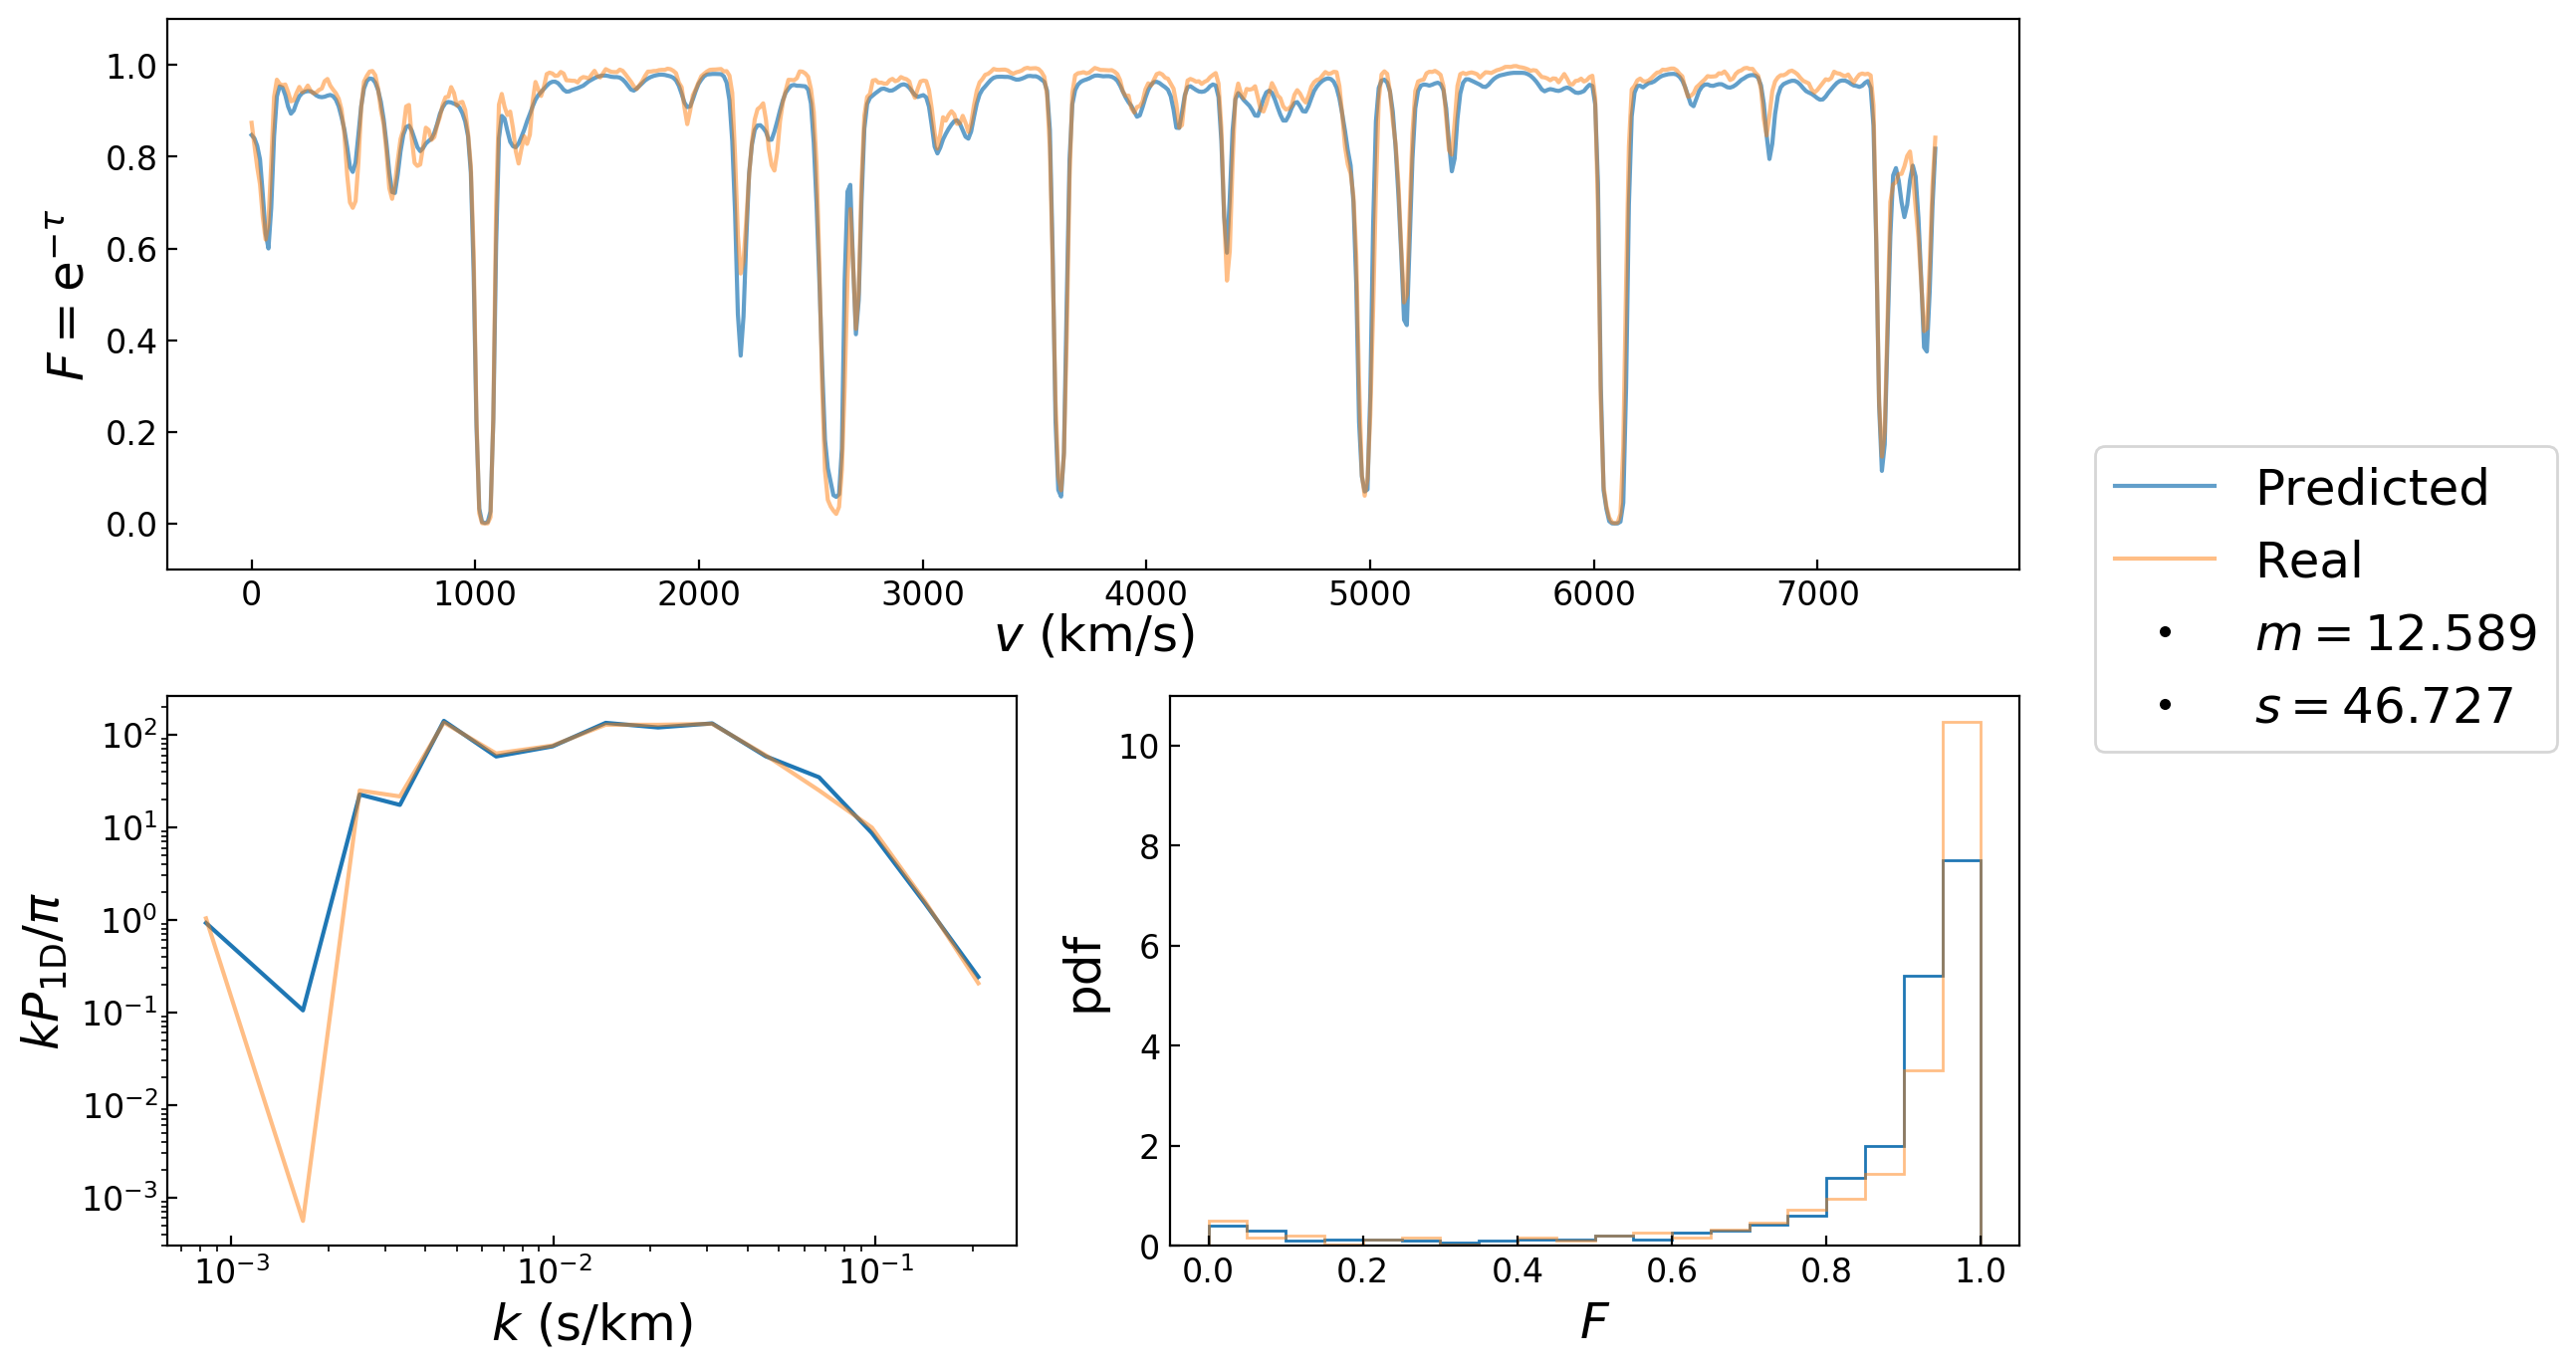 1.0
0.8
0.6
0.4
0.2
0.0
F = e^{-τ}
0 1000 2000 3000 4000 5000 6000 7000
v (km/s)
Predicted
Real
m = 12.589
s = 46.727
10^2
10^1
10^0
10^{-1}
10^{-2}
10^{-3}
kP_{1D}/π
10^{-3} 10^{-2} 10^{-1}
k (s/km)
10
8
6
4
2
0
pdf
0.0 0.2 0.4 0.6 0.8 1.0
F